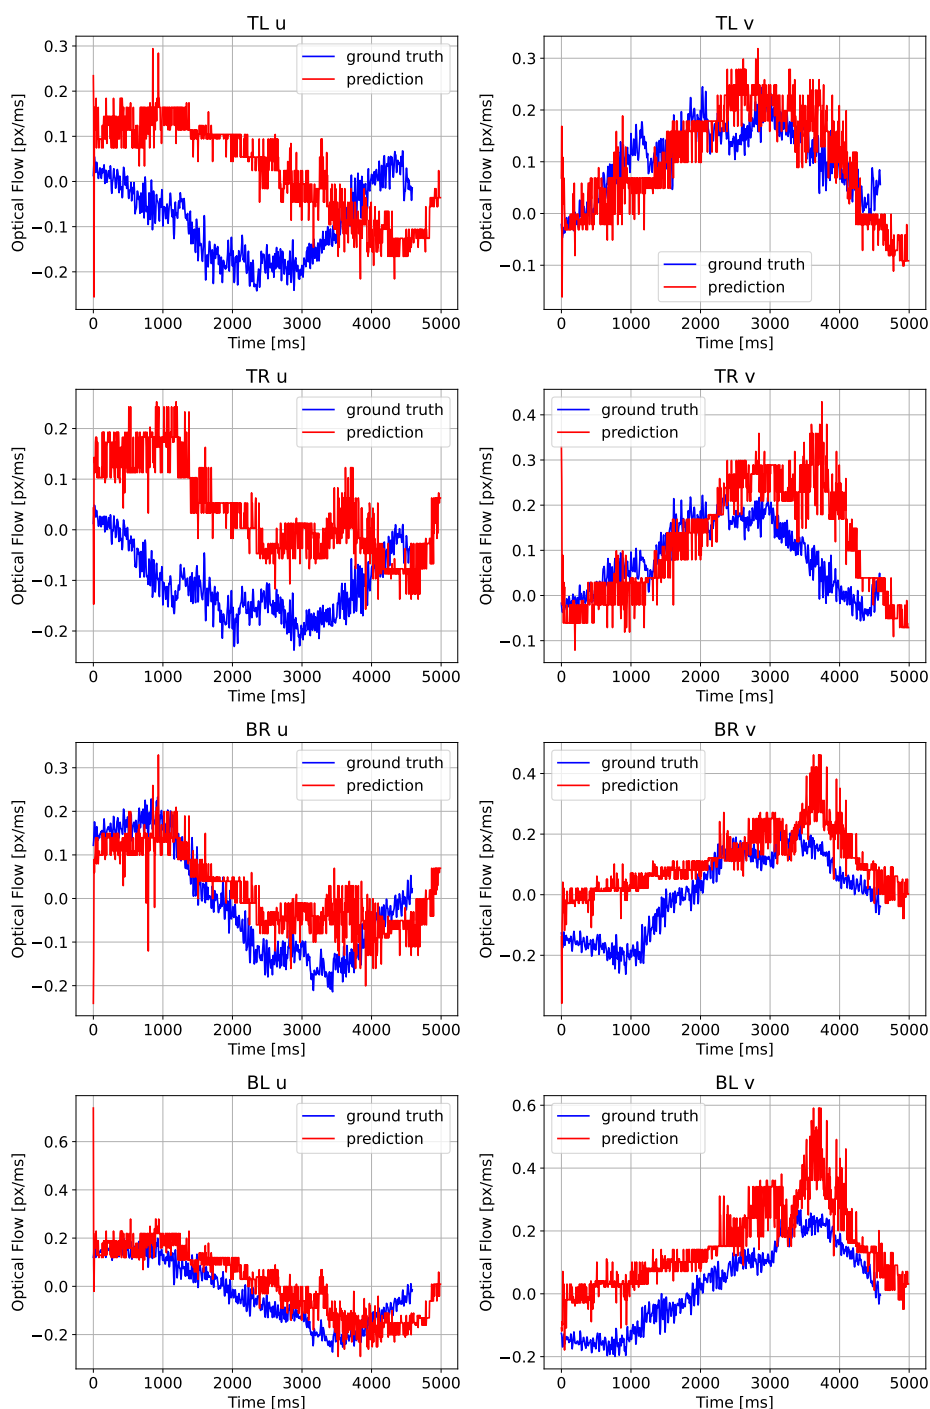 TL u
Optical Flow [px/ms]
0.3
0.2
0.1
0.0
−0.1
−0.2
ground truth
prediction
0 1000 2000 3000 4000 5000
Time [ms]
TL v
Optical Flow [px/ms]
0.3
0.2
0.1
0.0
−0.1
ground truth
prediction
0 1000 2000 3000 4000 5000
Time [ms]
TR u
Optical Flow [px/ms]
0.2
0.1
0.0
−0.1
−0.2
ground truth
prediction
0 1000 2000 3000 4000 5000
Time [ms]
TR v
Optical Flow [px/ms]
0.4
0.3
0.2
0.1
0.0
−0.1
ground truth
prediction
0 1000 2000 3000 4000 5000
Time [ms]
BR u
Optical Flow [px/ms]
0.3
0.2
0.1
0.0
−0.1
−0.2
ground truth
prediction
0 1000 2000 3000 4000 5000
Time [ms]
BR v
Optical Flow [px/ms]
0.4
0.2
0.0
−0.2
ground truth
prediction
0 1000 2000 3000 4000 5000
Time [ms]
BL u
Optical Flow [px/ms]
0.6
0.4
0.2
0.0
−0.2
ground truth
prediction
0 1000 2000 3000 4000 5000
Time [ms]
BL v
Optical Flow [px/ms]
0.6
0.4
0.2
0.0
−0.2
ground truth
prediction
0 1000 2000 3000 4000 5000
Time [ms]